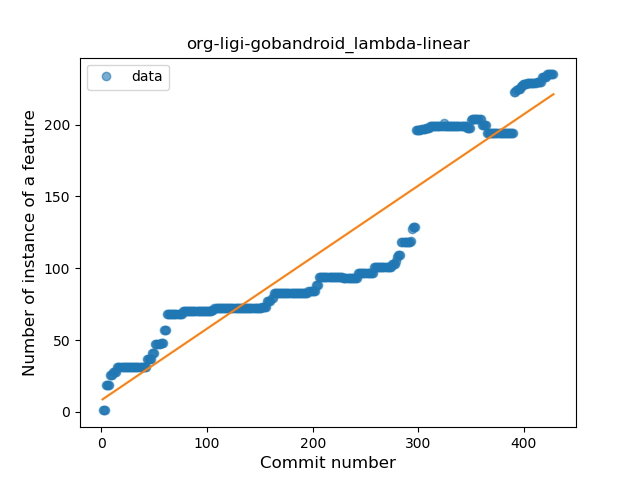 org-ligi-gobandroid_lambda-linear
data
Number of instance of a feature
200
150
100
50
0
0 100 200 300 400
Commit number